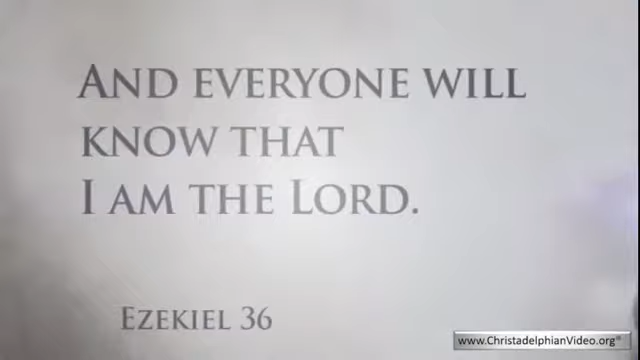 And everyone will
know that
I am the Lord.
Ezekiel 36
www.ChristadelphianVideo.org®